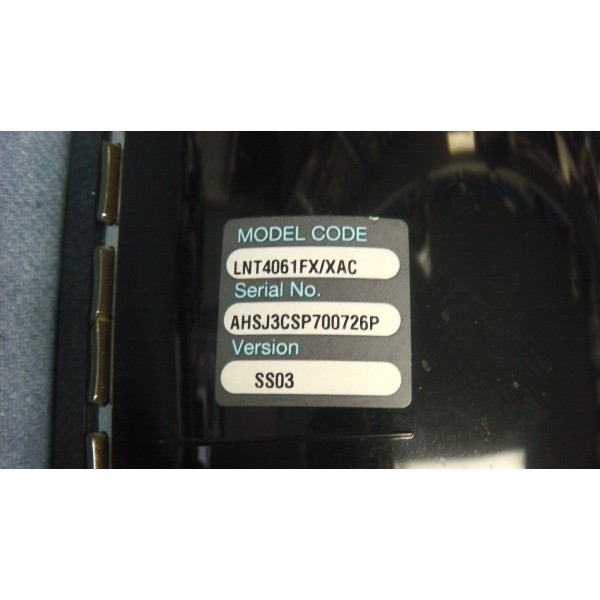 MODEL CODE
LNT4061FX/XAC
Serial No.
AHSJ3CSP700726P
Version
SS03